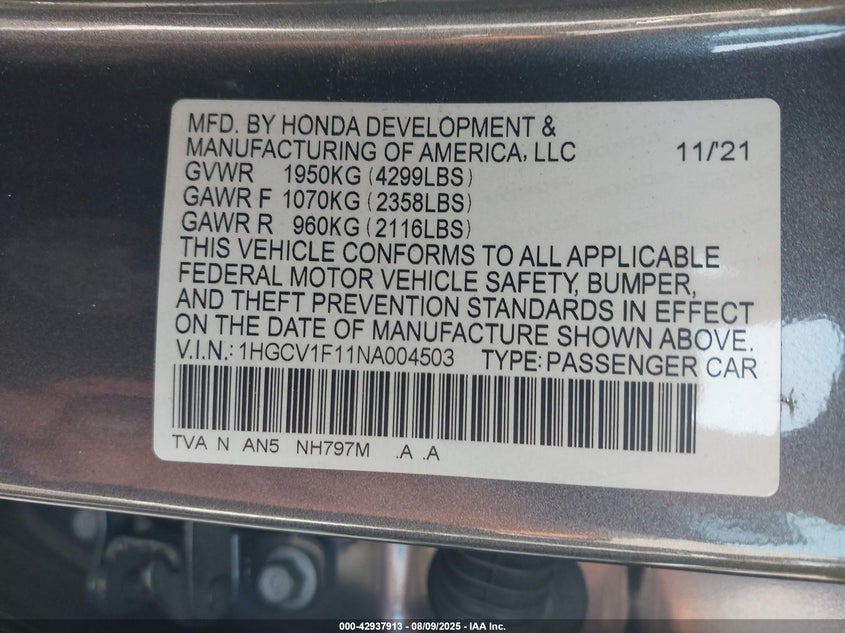 MFD. BY HONDA DEVELOPMENT &
MANUFACTURING OF AMERICA, LLC 11/'21
GVWR 1950KG (4299LBS)
GAWR F 1070KG (2358LBS)
GAWR R 960KG (2116LBS)
THIS VEHICLE CONFORMS TO ALL APPLICABLE
FEDERAL MOTOR VEHICLE SAFETY, BUMPER,
AND THEFT PREVENTION STANDARDS IN EFFECT
ON THE DATE OF MANUFACTURE SHOWN ABOVE.
V.I.N.: 1HGCV1F11NA004503 TYPE: PASSENGER CAR
TVA N AN5 NH797M .A .A
000-42937913 - 08/09/2025 - IAA Inc.